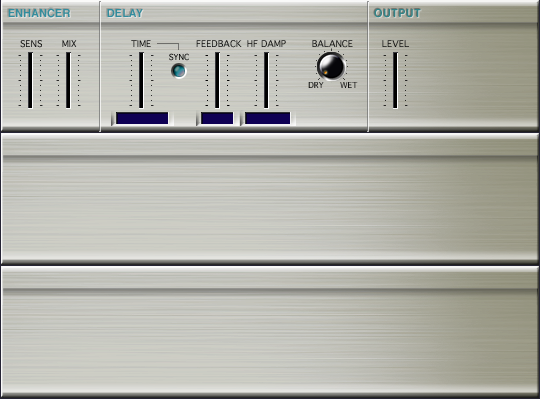 ENHANCER DELAY OUTPUT
SENS MIX TIME FEEDBACK HF DAMP BALANCE LEVEL
SYNC
DRY WET